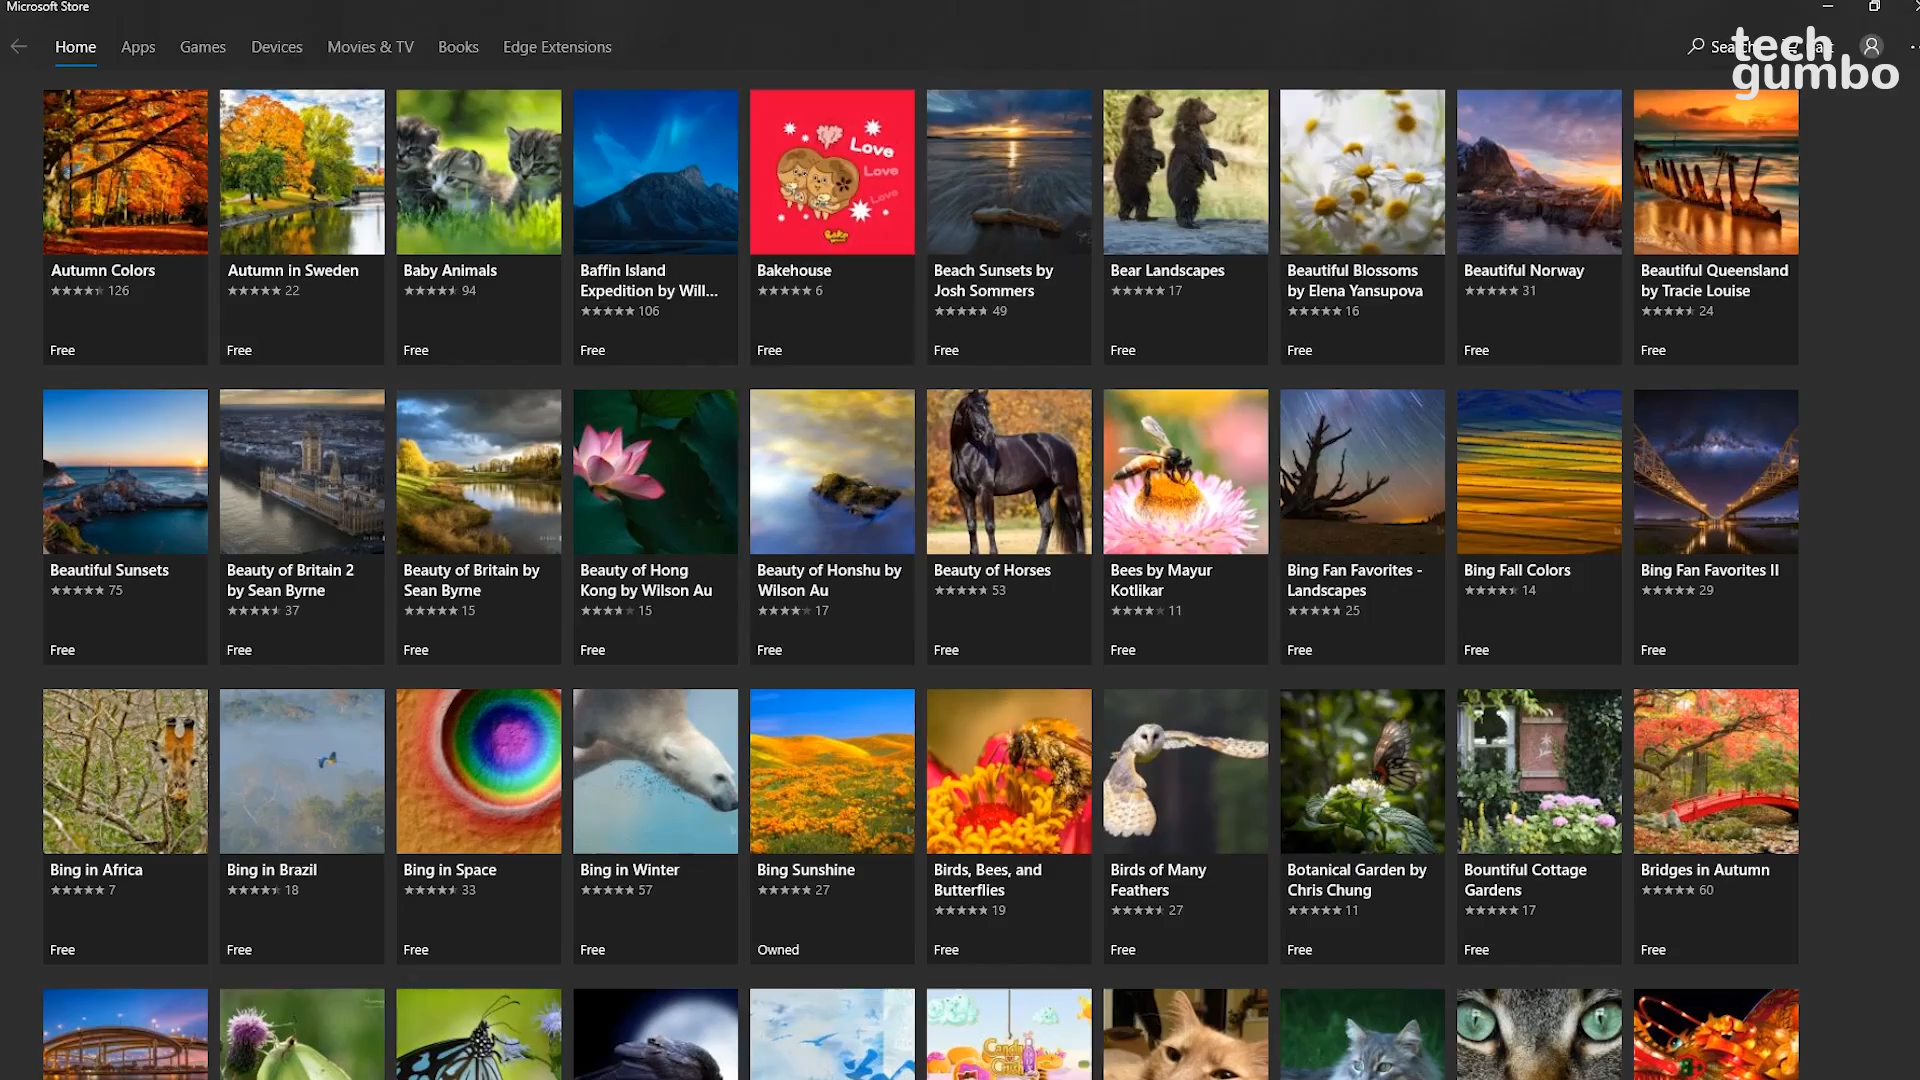 Microsoft Store
Home Apps Games Devices Movies & TV Books Edge Extensions
Search
tech
gumbo
Love
Love
Love
Autumn Colors
126
Free
Autumn in Sweden
22
Free
Baby Animals
94
Free
Baffin Island
Expedition by Will...
106
Free
Bakehouse
6
Free
Beach Sunsets by
Josh Sommers
49
Free
Bear Landscapes
17
Free
Beautiful Blossoms
by Elena Yansupova
16
Free
Beautiful Norway
31
Free
Beautiful Queensland
by Tracie Louise
24
Free
Beautiful Sunsets
75
Free
Beauty of Britain 2
by Sean Byrne
37
Free
Beauty of Britain by
Sean Byrne
15
Free
Beauty of Hong
Kong by Wilson Au
15
Free
Beauty of Honshu by
Wilson Au
17
Free
Beauty of Horses
53
Free
Bees by Mayur
Kotlikar
11
Free
Bing Fan Favorites -
Landscapes
25
Free
Bing Fall Colors
14
Free
Bing Fan Favorites II
29
Free
Bing in Africa
7
Free
Bing in Brazil
18
Free
Bing in Space
33
Free
Bing in Winter
57
Free
Bing Sunshine
27
Owned
Birds, Bees, and
Butterflies
19
Free
Birds of Many
Feathers
27
Free
Botanical Garden by
Chris Chung
11
Free
Bountiful Cottage
Gardens
17
Free
Bridges in Autumn
60
Free
Candy
Crush